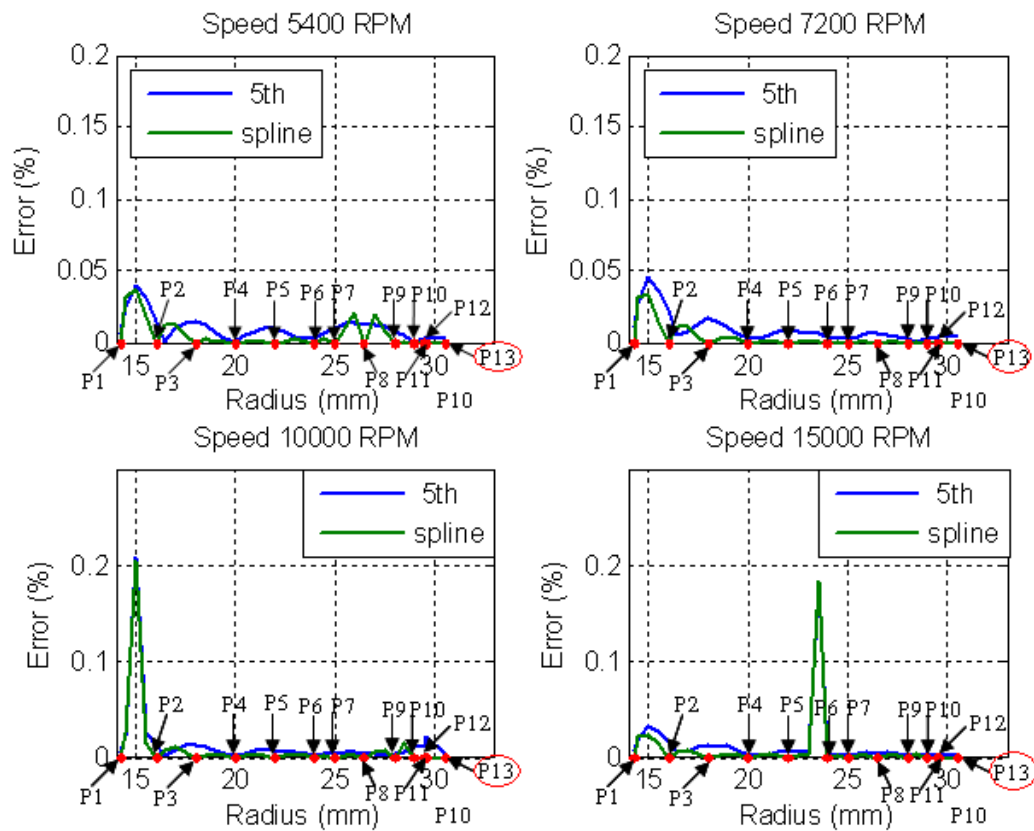 Speed 5400 RPM
0.2
0.15
0.1
0.05
0
Error (%)
5th
spline
P2
P4
P5
P6
P7
P9
P10
P12
P1
15
P3
20
25
P8
P11
30
P13
Radius (mm)
P10
Speed 7200 RPM
0.2
0.15
0.1
0.05
0
Error (%)
5th
spline
P2
P4
P5
P6
P7
P9
P10
P12
P1
15
P3
20
25
P8
P11
30
P13
Radius (mm)
P10
Speed 10000 RPM
0.2
0.1
0
Error (%)
5th
spline
P2
P4
P5
P6
P7
P9
P10
P12
P1
15
P3
20
25
P8
P11
30
P13
Radius (mm)
P10
Speed 15000 RPM
0.2
0.1
0
Error (%)
5th
spline
P2
P4
P5
P6
P7
P9
P10
P12
P1
15
P3
20
25
P8
P11
30
P13
Radius (mm)
P10